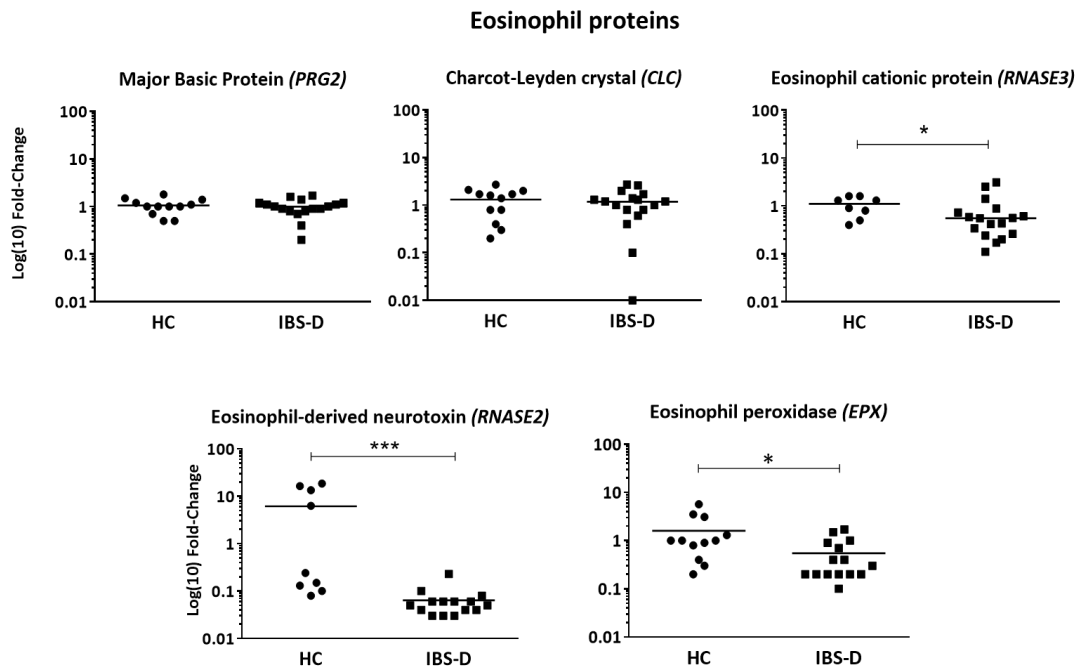 Eosinophil proteins
Major Basic Protein (PRG2)
Charcot-Leyden crystal (CLC)
Eosinophil cationic protein (RNASE3)
Log(10) Fold-Change
100
10
1
0.1
0.01
HC
IBS-D
100
10
1
0.1
0.01
HC
IBS-D
100
10
1
0.1
0.01
*
HC
IBS-D
Eosinophil-derived neurotoxin (RNASE2)
Eosinophil peroxidase (EPX)
Log(10) Fold-Change
100
10
1
0.1
0.01
***
HC
IBS-D
100
10
1
0.1
0.01
*
HC
IBS-D